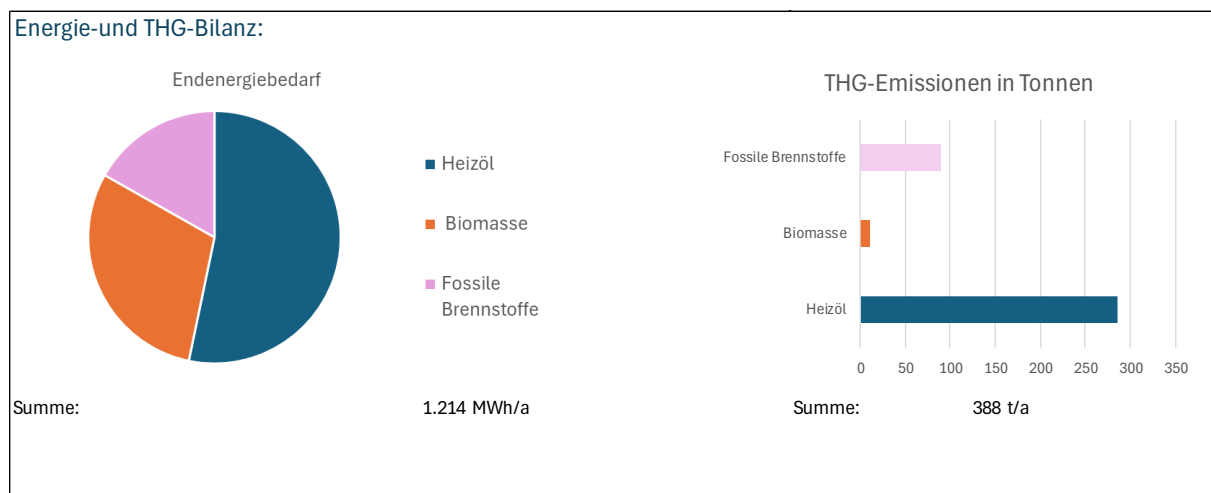 Energie-und THG-Bilanz:
Endenergiebedarf
Heizöl
Biomasse
Fossile
Brennstoffe
THG-Emissionen in Tonnen
Fossile Brennstoffe
Biomasse
Heizöl
0 50 100 150 200 250 300 350
Summe: 1.214 MWh/a
Summe: 388 t/a